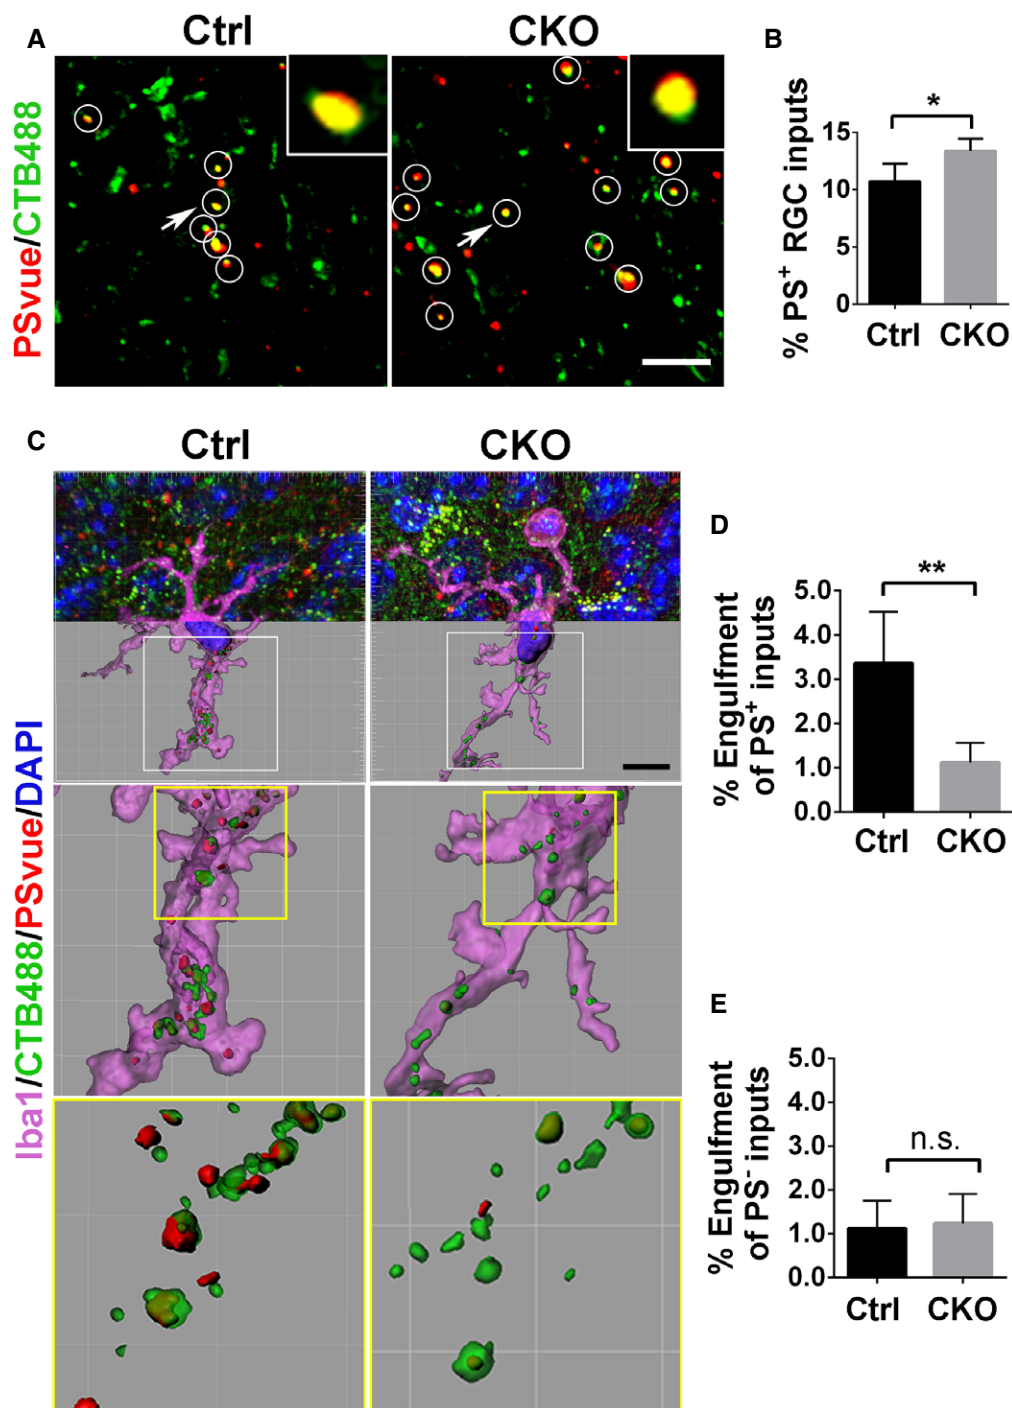 A
Ctrl
CKO
PSvue/CTB488
B
% PS⁺ RGC inputs
15
10
5
0
*
Ctrl
CKO
C
Ctrl
CKO
Iba1/CTB488/PSvue/DAPI
D
% Engulfment
of PS⁺ inputs
5.0
4.0
3.0
2.0
1.0
0.0
**
Ctrl
CKO
E
% Engulfment
of PS⁻ inputs
5.0
4.0
3.0
2.0
1.0
0.0
n.s.
Ctrl
CKO